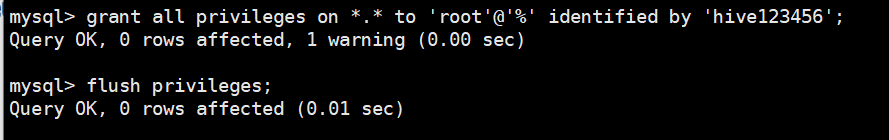 mysql> grant all privileges on *.* to 'root'@'%' identified by 'hive123456';
Query OK, 0 rows affected, 1 warning (0.00 sec)
mysql> flush privileges;
Query OK, 0 rows affected (0.01 sec)